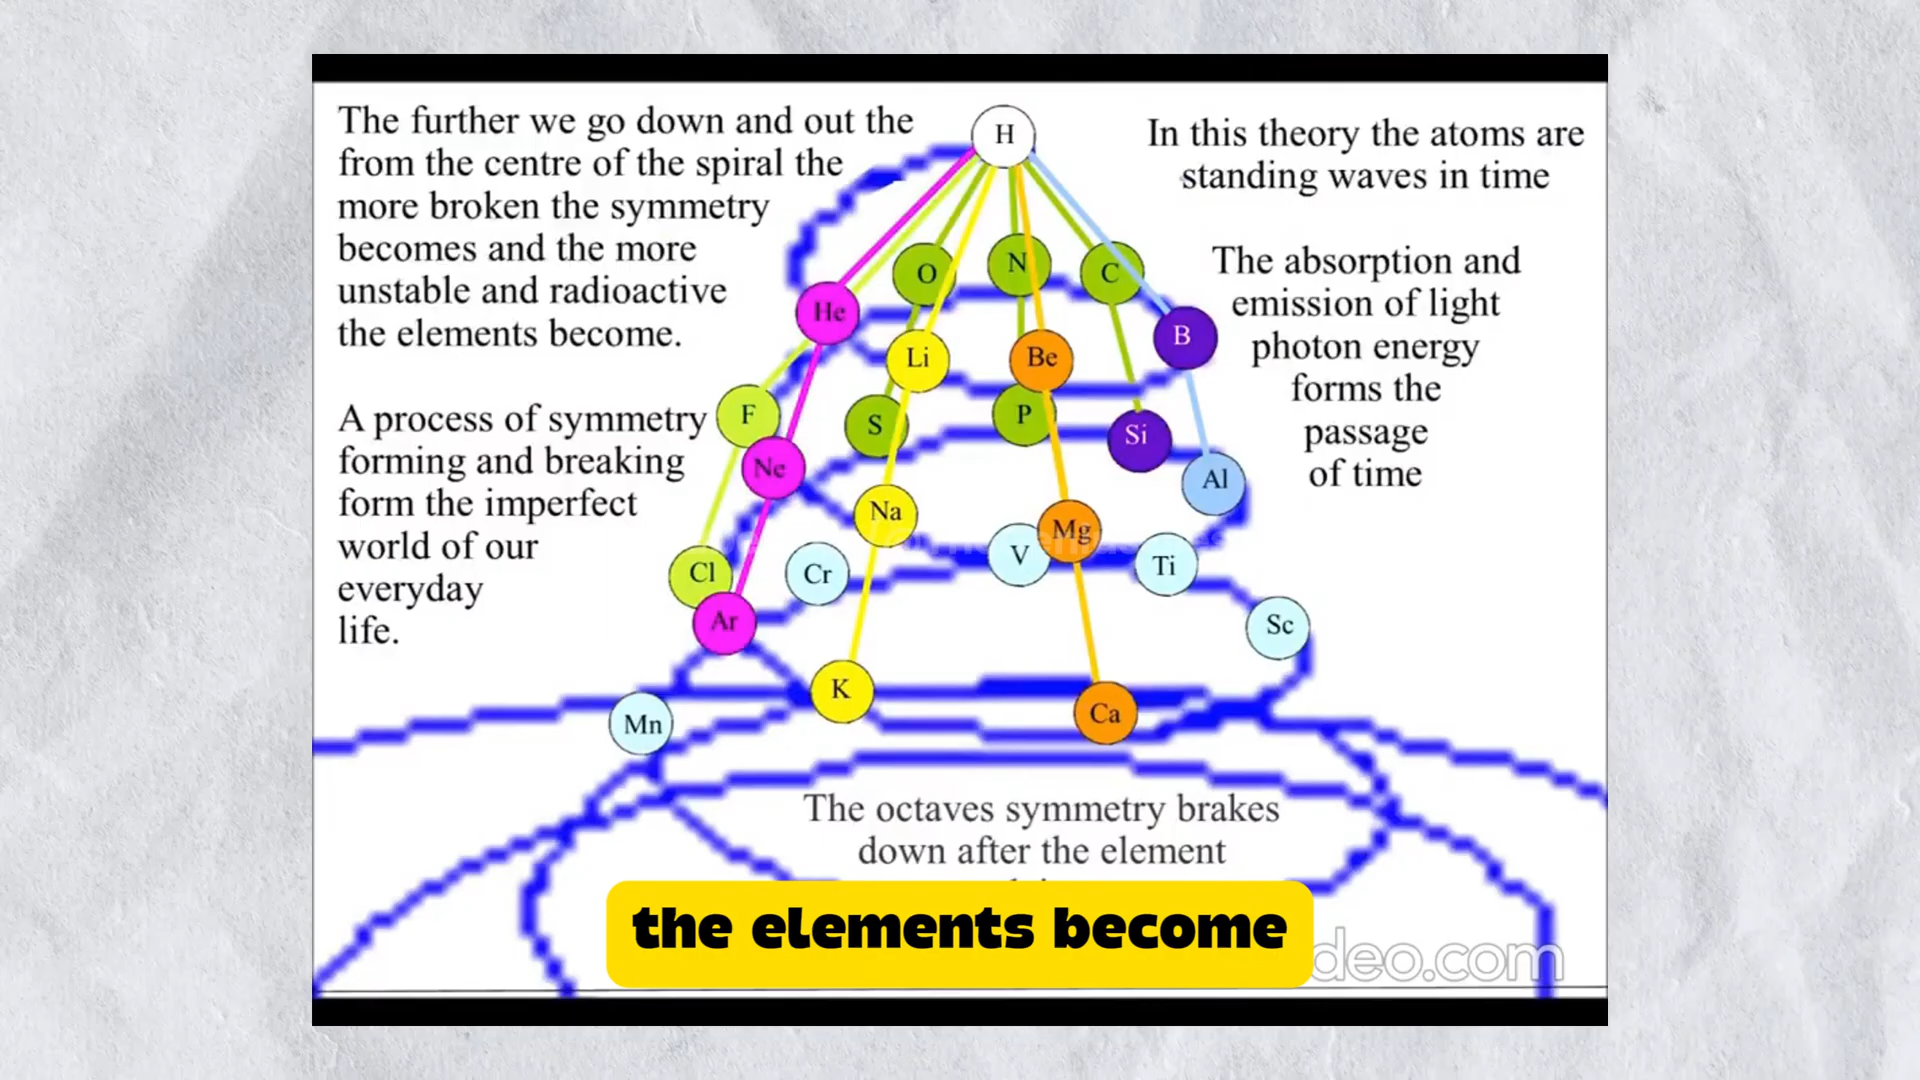 The further we go down and out the
from the centre of the spiral the
more broken the symmetry
becomes and the more
unstable and radioactive
the elements become.
A process of symmetry
forming and breaking
form the imperfect
world of our
everyday
life.
In this theory the atoms are
standing waves in time
The absorption and
emission of light
photon energy
forms the
passage
of time
H
O
N
C
He
B
Li
Be
F
S
P
Si
Ne
Al
Na
Mg
V
Ti
Cl
Cr
Ar
Sc
K
Ca
Mn
The octaves symmetry brakes
down after the element
the elements become
deo.com